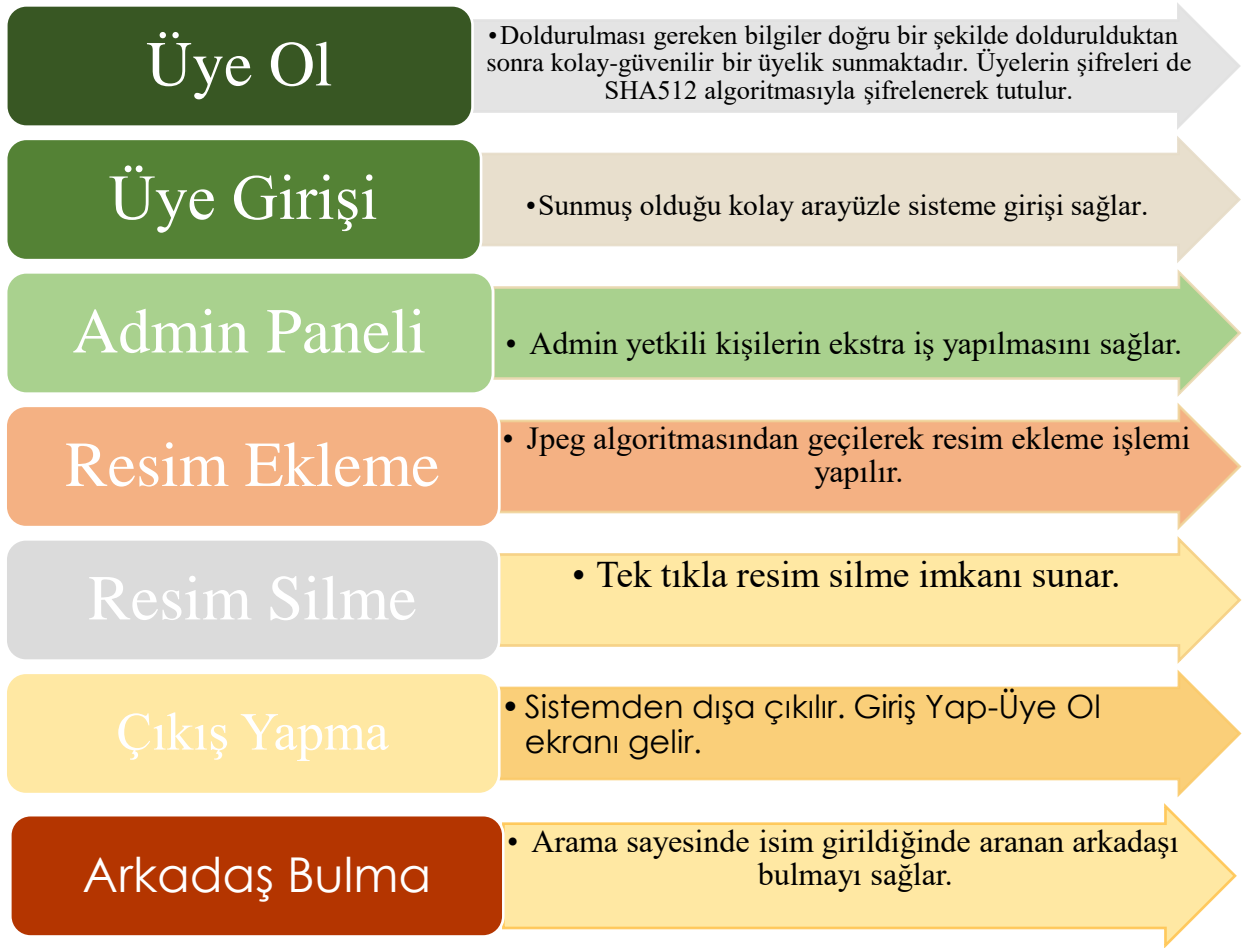 Üye Ol
•Doldurulması gereken bilgiler doğru bir şekilde doldurulduktan
sonra kolay-güvenilir bir üyelik sunmaktadır. Üyelerin şifreleri de
SHA512 algoritmasıyla şifrelenerek tutulur.
Üye Girişi
•Sunmuş olduğu kolay arayüzle sisteme girişi sağlar.
Admin Paneli
• Admin yetkili kişilerin ekstra iş yapılmasını sağlar.
Resim Ekleme
• Jpeg algoritmasından geçilerek resim ekleme işlemi
yapılır.
Resim Silme
• Tek tıkla resim silme imkanı sunar.
Çıkış Yapma
• Sistemden dışa çıkılır. Giriş Yap-Üye Ol
ekranı gelir.
Arkadaş Bulma
• Arama sayesinde isim girildiğinde aranan arkadaşı
bulmayı sağlar.